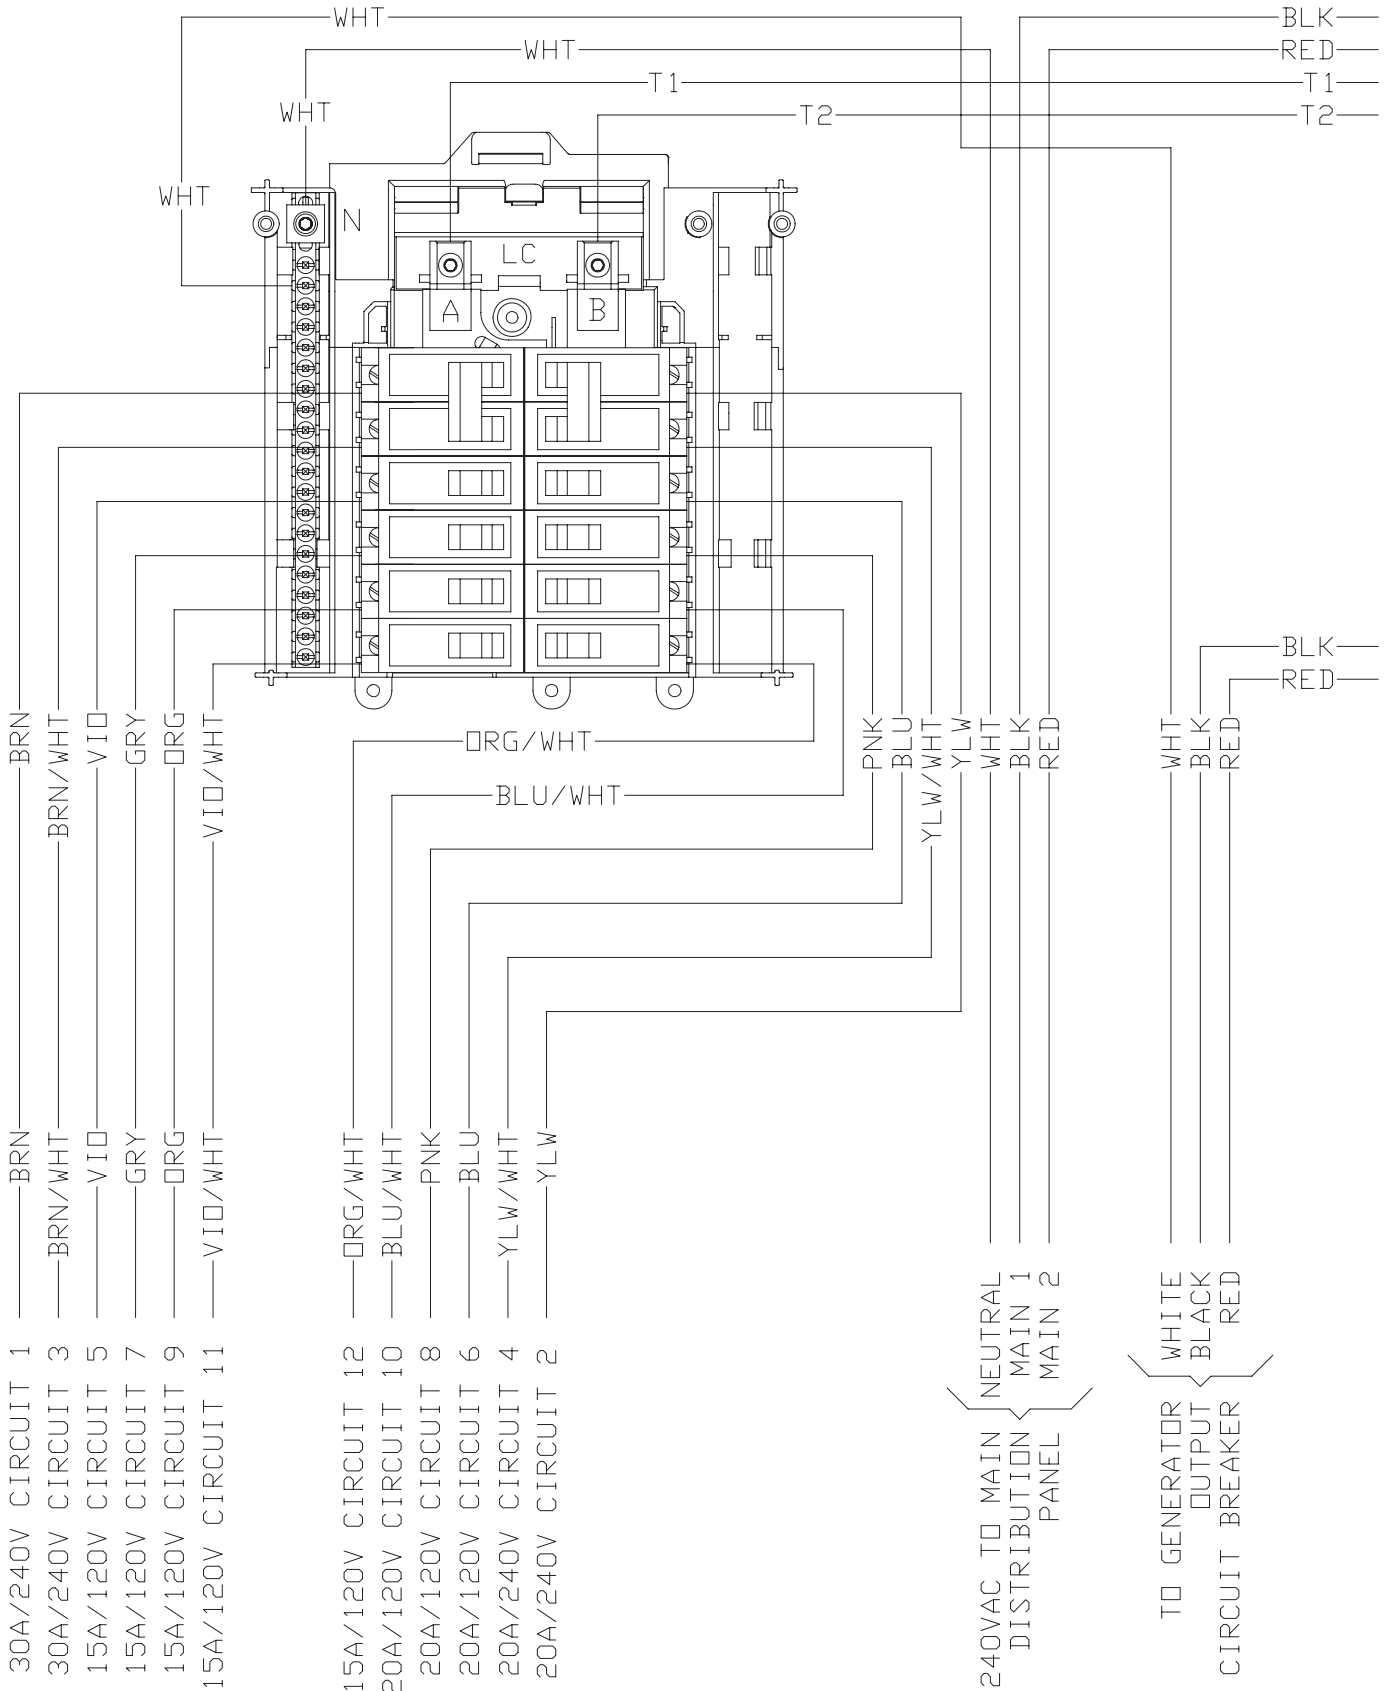 WHT
BLK
WHT
RED
T1
T1
WHT
T2
T2
WHT
N
LC
A
B
BLK
RED
BRN
BRN/WHT
VIO
GRY
ORG
VIO/WHT
ORG/WHT
BLU/WHT
PNK
BLU
YLW/WHT
YLW
WHT
BLK
RED
WHT
BLK
RED
BRN
BRN/WHT
VIO
GRY
ORG
VIO/WHT
ORG/WHT
BLU/WHT
PNK
BLU
YLW/WHT
YLW
30A/240V CIRCUIT 1
30A/240V CIRCUIT 3
15A/120V CIRCUIT 5
15A/120V CIRCUIT 7
15A/120V CIRCUIT 9
15A/120V CIRCUIT 11
15A/120V CIRCUIT 12
20A/120V CIRCUIT 10
20A/120V CIRCUIT 8
20A/120V CIRCUIT 6
20A/240V CIRCUIT 4
20A/240V CIRCUIT 2
NEUTRAL
MAIN 1
MAIN 2
240VAC TO MAIN
DISTRIBUTION
PANEL
WHITE
BLACK
RED
TO GENERATOR
OUTPUT
CIRCUIT BREAKER